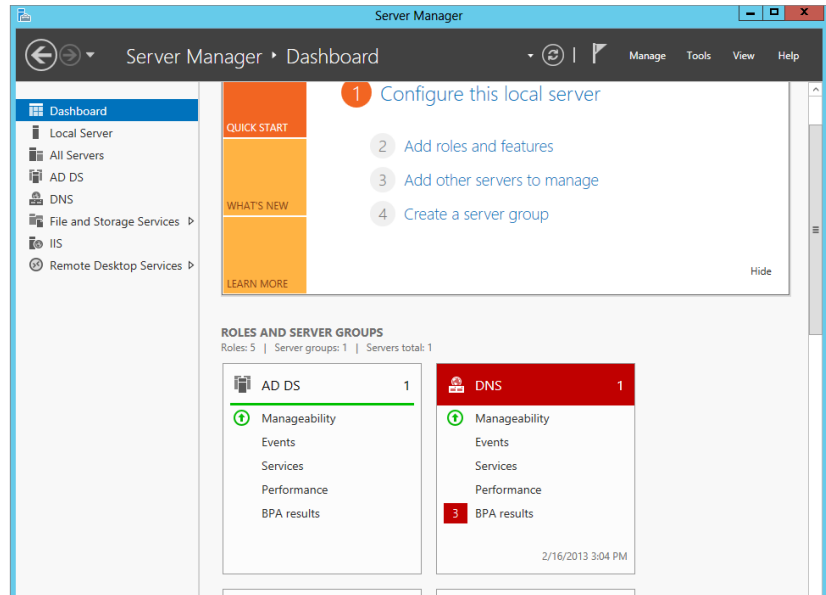 Server Manager
Server Manager • Dashboard
Manage Tools View Help
Dashboard
Local Server
All Servers
AD DS
DNS
File and Storage Services
IIS
Remote Desktop Services
QUICK START
WHAT'S NEW
LEARN MORE
1 Configure this local server
2 Add roles and features
3 Add other servers to manage
4 Create a server group
Hide
ROLES AND SERVER GROUPS
Roles: 5 | Server groups: 1 | Servers total: 1
AD DS 1
Manageability
Events
Services
Performance
BPA results
DNS 1
Manageability
Events
Services
Performance
3 BPA results
2/16/2013 3:04 PM